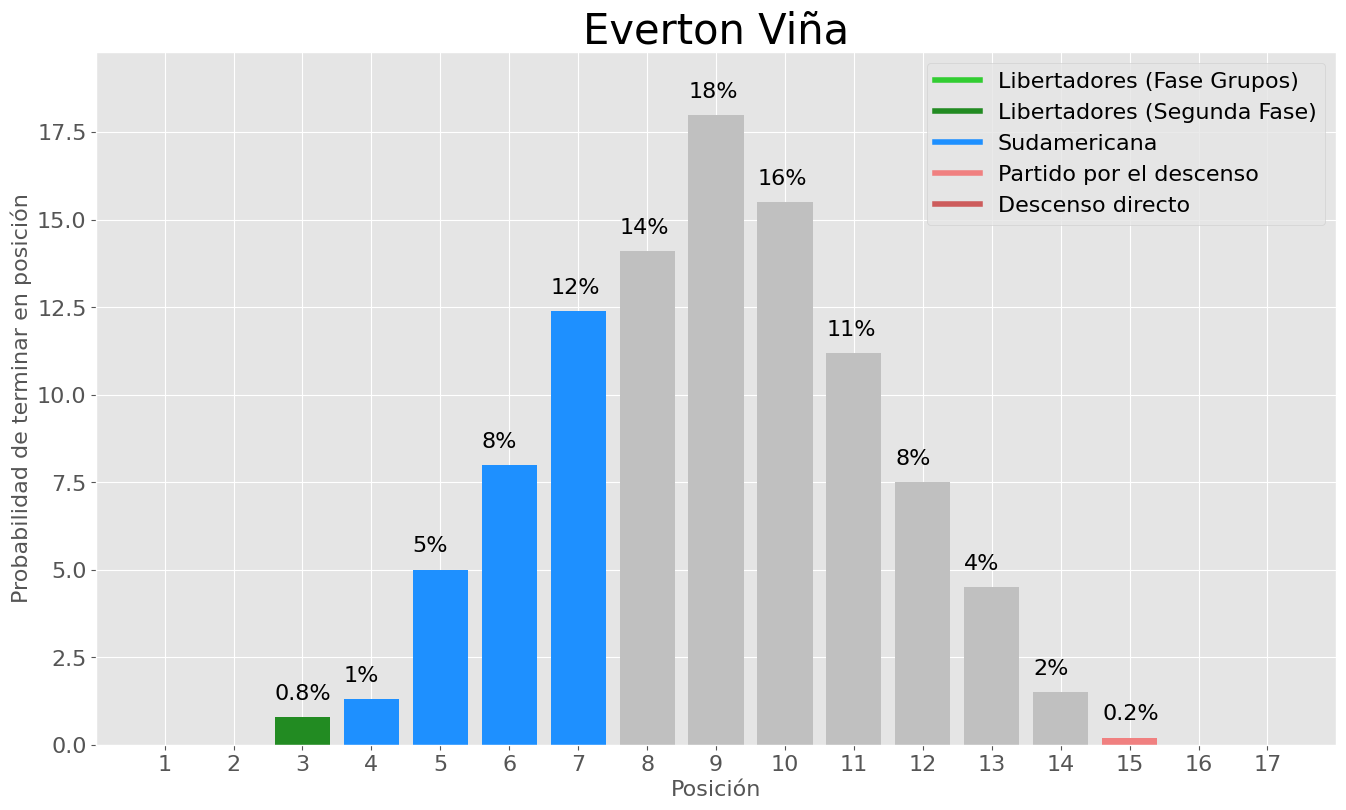 Everton Viña
Libertadores (Fase Grupos)
Libertadores (Segunda Fase)
Sudamericana
Partido por el descenso
Descenso directo
Probabilidad de terminar en posición
17.5
15.0
12.5
10.0
7.5
5.0
2.5
0.0
0.8%
1%
5%
8%
12%
14%
18%
16%
11%
8%
4%
2%
0.2%
1 2 3 4 5 6 7 8 9 10 11 12 13 14 15 16 17
Posición